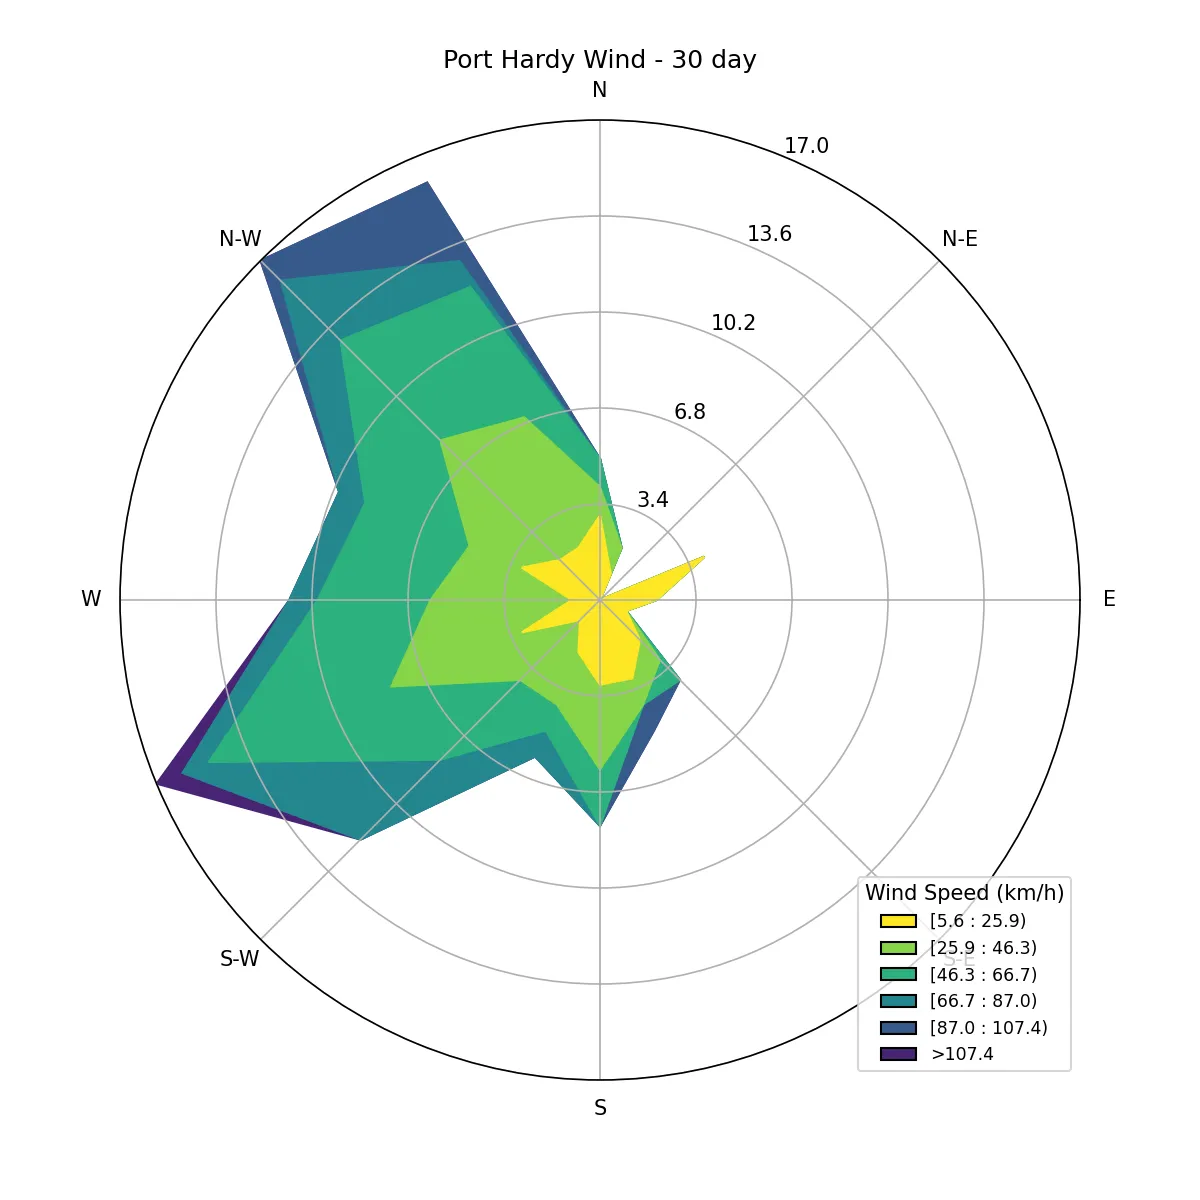 Port Hardy Wind - 30 day
N
17.0
13.6
N-W
N-E
10.2
6.8
3.4
W
E
Wind Speed (km/h)
[5.6 : 25.9)
[25.9 : 46.3)
S-W
S-E
[46.3 : 66.7)
[66.7 : 87.0)
[87.0 : 107.4)
>107.4
S